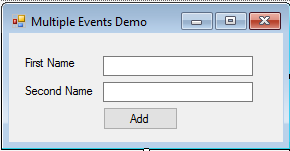 Multiple Events Demo
First Name
Second Name
Add